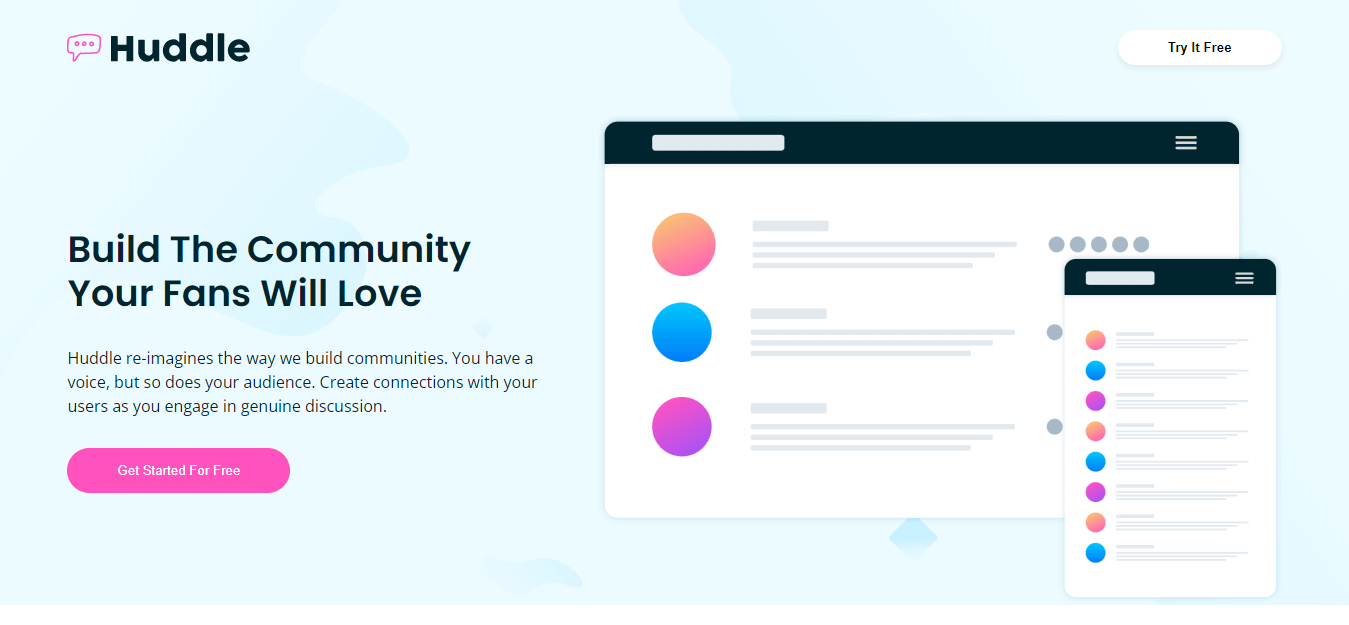 Huddle
Try It Free
Build The Community
Your Fans Will Love
Huddle re-imagines the way we build communities. You have a
voice, but so does your audience. Create connections with your
users as you engage in genuine discussion.
Get Started For Free